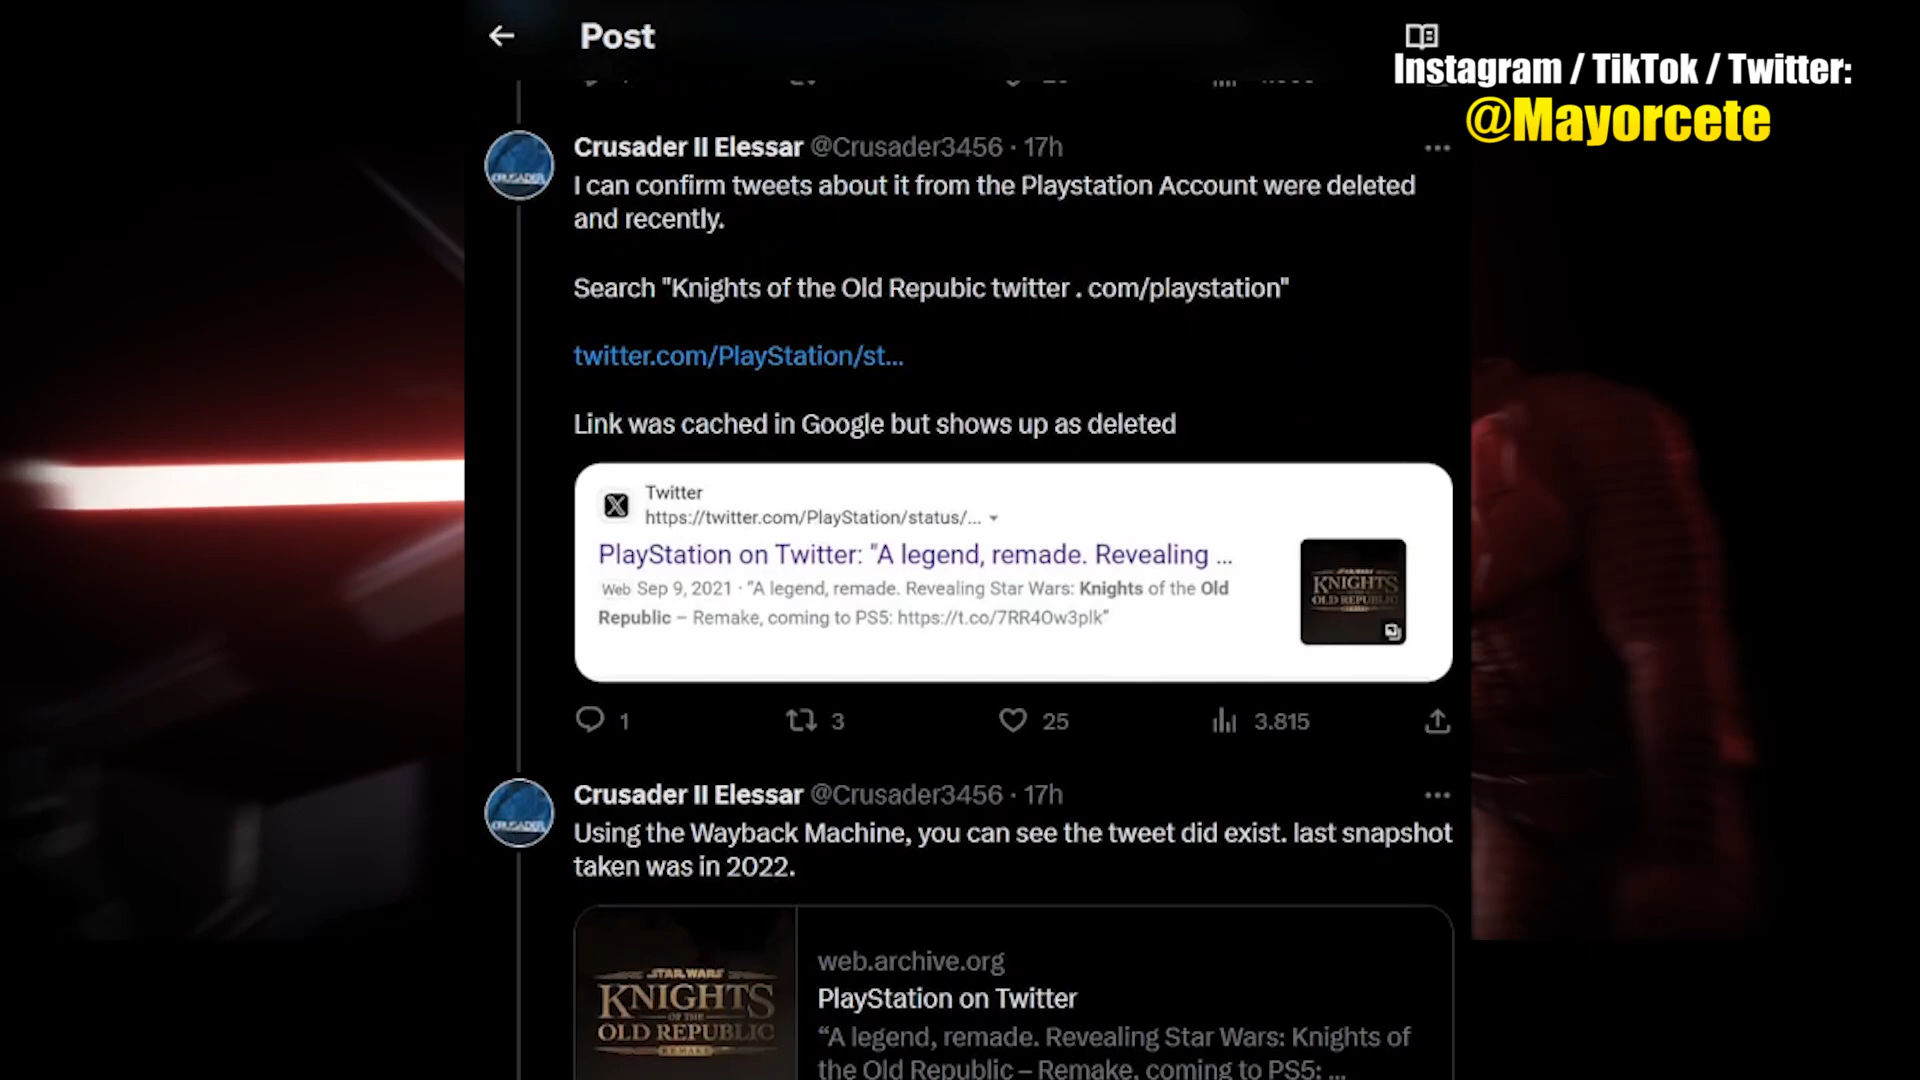 Post
Instagram / TikTok / Twitter:
@Mayorcete
Crusader II Elessar @Crusader3456 · 17h
I can confirm tweets about it from the Playstation Account were deleted
and recently.
Search "Knights of the Old Repubic twitter . com/playstation"
twitter.com/PlayStation/st...
Link was cached in Google but shows up as deleted
Twitter
https://twitter.com/PlayStation/status/...
PlayStation on Twitter: "A legend, remade. Revealing ...
Web Sep 9, 2021 · "A legend, remade. Revealing Star Wars: Knights of the Old
Republic – Remake, coming to PS5: https://t.co/7RR4Ow3plk"
STAR WARS
KNIGHTS
OF THE
OLD REPUBLIC
1 3 25 3.815
Crusader II Elessar @Crusader3456 · 17h
Using the Wayback Machine, you can see the tweet did exist. last snapshot
taken was in 2022.
STAR WARS
KNIGHTS
OF THE
OLD REPUBLIC
REMAKE
web.archive.org
PlayStation on Twitter
“A legend, remade. Revealing Star Wars: Knights of
the Old Republic – Remake, coming to PS5: ...